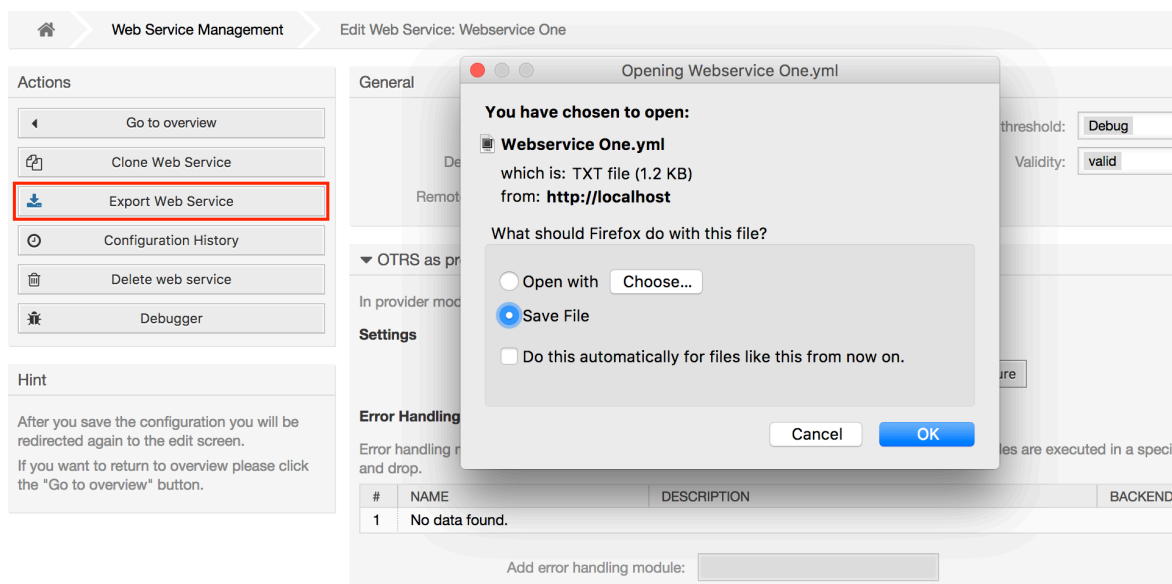 Web Service Management
Edit Web Service: Webservice One
Actions
Go to overview
Clone Web Service
Export Web Service
Configuration History
Delete web service
Debugger
Hint
After you save the configuration you will be
redirected again to the edit screen.
If you want to return to overview please click
the "Go to overview" button.
General
threshold: Debug
Validity: valid
OTRS as
In provider
Settings
Error Handling
Error handling
les are executed in a
and drop.
# NAME DESCRIPTION BACKEND
1 No data found.
Add error handling module:
Opening Webservice One.yml
You have chosen to open:
Webservice One.yml
which is: TXT file (1.2 KB)
from: http://localhost
What should Firefox do with this file?
Open with Choose...
Save File
Do this automatically for files like this from now on.
Cancel OK